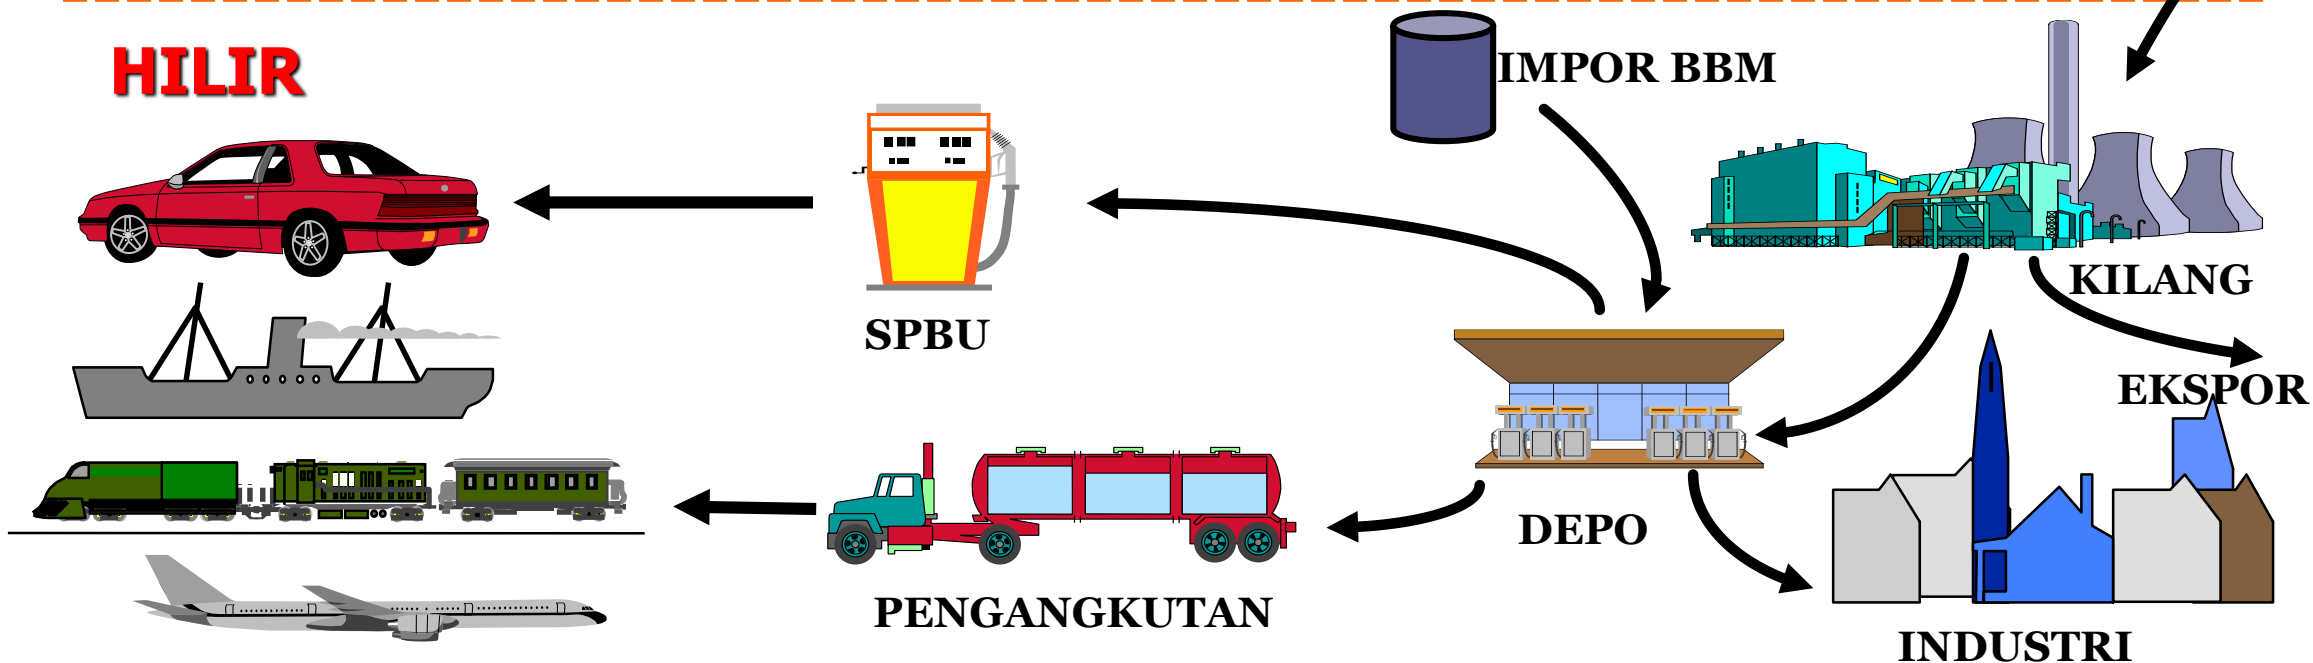 HILIR
IMPOR BBM
KILANG
SPBU
EKSPOR
DEPO
PENGANGKUTAN
INDUSTRI